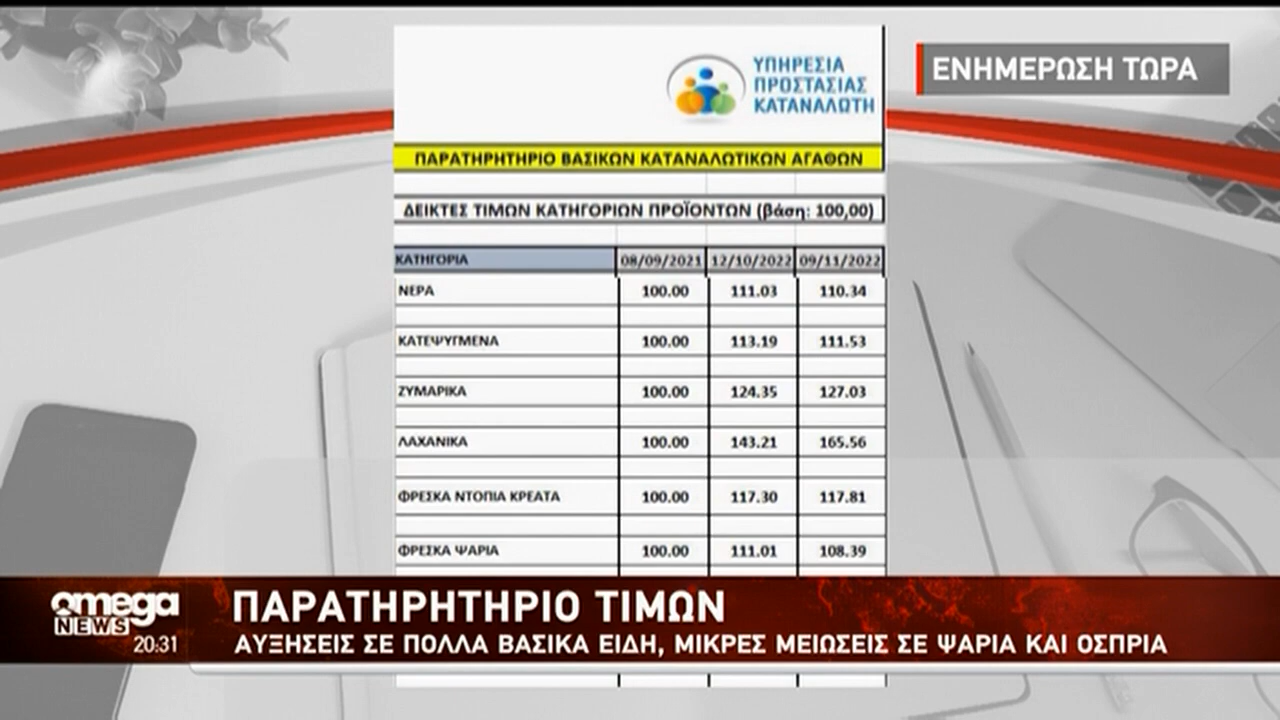 ΥΠΗΡΕΣΙΑ
ΠΡΟΣΤΑΣΙΑΣ
ΚΑΤΑΝΑΛΩΤΗ
ΕΝΗΜΕΡΩΣΗ ΤΩΡΑ
ΠΑΡΑΤΗΡΗΤΗΡΙΟ ΒΑΣΙΚΩΝ ΚΑΤΑΝΑΛΩΤΙΚΩΝ ΑΓΑΘΩΝ
ΔΕΙΚΤΕΣ ΤΙΜΩΝ ΚΑΤΗΓΟΡΙΩΝ ΠΡΟΪΟΝΤΩΝ (βάση: 100,00)
ΚΑΤΗΓΟΡΙΑ 08/09/2021 12/10/2022 09/11/2022
ΝΕΡΑ 100.00 111.03 110.34
ΚΑΤΕΨΥΓΜΕΝΑ 100.00 113.19 111.53
ΖΥΜΑΡΙΚΑ 100.00 124.35 127.03
ΛΑΧΑΝΙΚΑ 100.00 143.21 165.56
ΦΡΕΣΚΑ ΝΤΟΠΙΑ ΚΡΕΑΤΑ 100.00 117.30 117.81
ΦΡΕΣΚΑ ΨΑΡΙΑ 100.00 111.01 108.39
omega
NEWS
20:31
ΠΑΡΑΤΗΡΗΤΗΡΙΟ ΤΙΜΩΝ
ΑΥΞΗΣΕΙΣ ΣΕ ΠΟΛΛΑ ΒΑΣΙΚΑ ΕΙΔΗ, ΜΙΚΡΕΣ ΜΕΙΩΣΕΙΣ ΣΕ ΨΑΡΙΑ ΚΑΙ ΟΣΠΡΙΑ